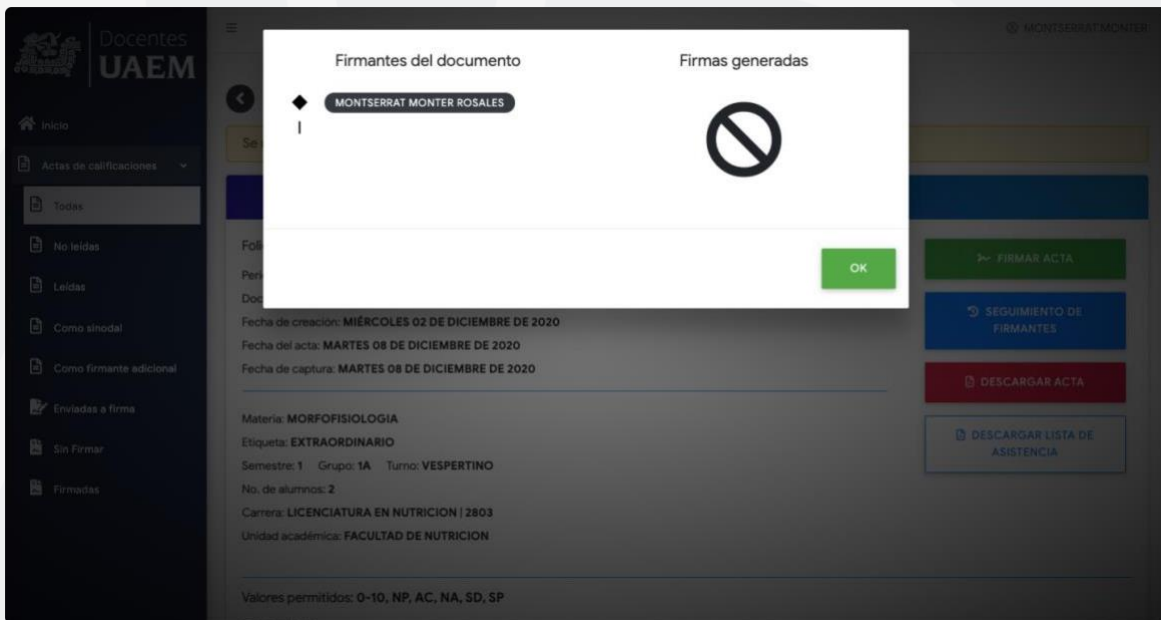 Docentes
UAEM
MONTSERRAT MONTER
Inicio
Actas de calificaciones
Todas
No leídas
Leídas
Como sinodal
Como firmante adicional
Enviadas a firma
Sin Firmar
Firmadas
Firmantes del documento
Firmas generadas
MONTSERRAT MONTER ROSALES
OK
Se
Fecha de creación: MIÉRCOLES 02 DE DICIEMBRE DE 2020
Fecha del acta: MARTES 08 DE DICIEMBRE DE 2020
Fecha de captura: MARTES 08 DE DICIEMBRE DE 2020
Materia: MORFOFISIOLOGIA
Etiqueta: EXTRAORDINARIO
Semestre: 1 Grupo: 1A Turno: VESPERTINO
No. de alumnos: 2
Carrera: LICENCIATURA EN NUTRICION | 2803
Unidad académica: FACULTAD DE NUTRICION
Valores permitidos: 0-10, NP, AC, NA, SD, SP
FIRMAR ACTA
SEGUIMIENTO DE
FIRMANTES
DESCARGAR ACTA
DESCARGAR LISTA DE
ASISTENCIA